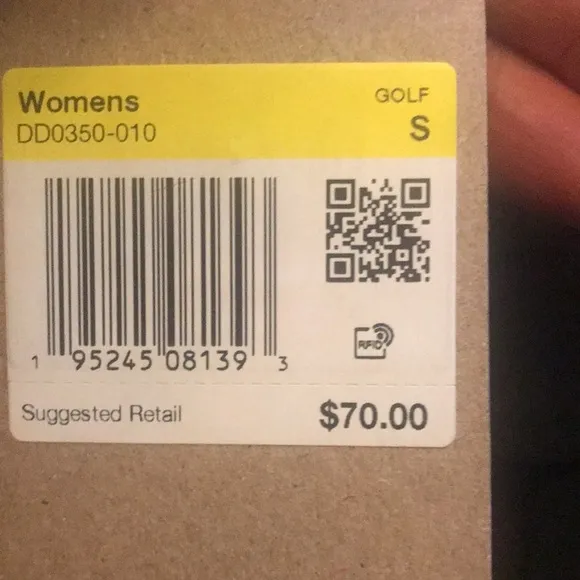 Womens
GOLF
DD0350-010
S
1 95245 08139 3
RFID
Suggested Retail
$70.00